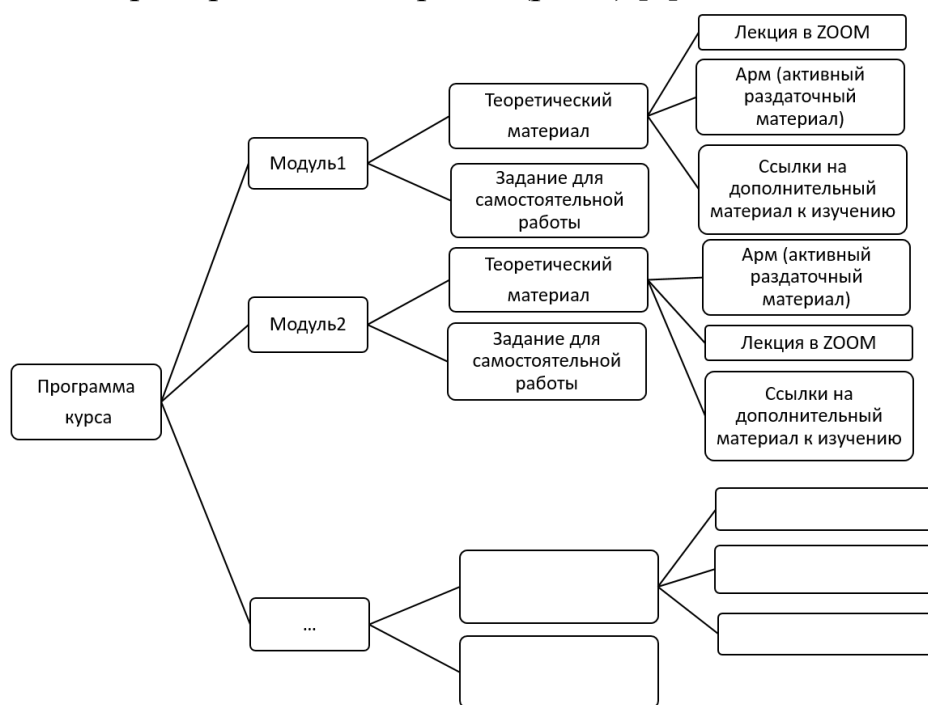 Программа
курса
Модуль1
Теоретический
материал
Лекция в ZOOM
Арм (активный
раздаточный
материал)
Ссылки на
дополнительный
материал к изучению
Задание для
самостоятельной
работы
Модуль2
Теоретический
материал
Арм (активный
раздаточный
материал)
Лекция в ZOOM
Ссылки на
дополнительный
материал к изучению
Задание для
самостоятельной
работы
...